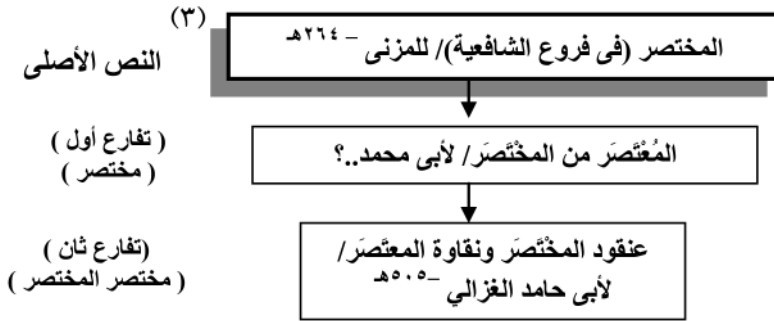 (٣)
المختصر (فى فروع الشافعية)/ للمزنى – ٢٦٤هـ
النص الأصلى
المُعْتَصَر من المخْتَصَر/ لأبى محمد..؟
( تفارع أول )
( مختصر )
عنقود المخْتَصَر ونقاوة المعتَصَر/
لأبى حامد الغزالي –٥٠٥هـ
(تفارع ثان )
( مختصر المختصر )